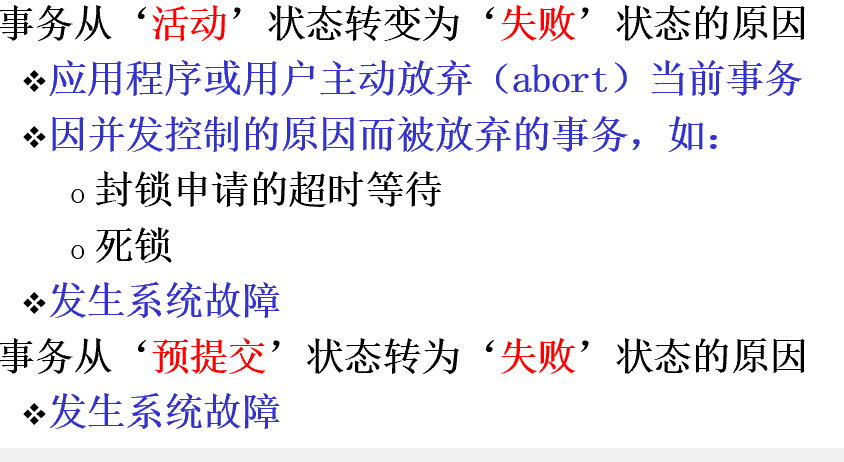 事务从‘活动’状态转变为‘失败’状态的原因
❖应用程序或用户主动放弃（abort）当前事务
❖因并发控制的原因而被放弃的事务，如：
o 封锁申请的超时等待
o 死锁
❖发生系统故障
事务从‘预提交’状态转为‘失败’状态的原因
❖发生系统故障